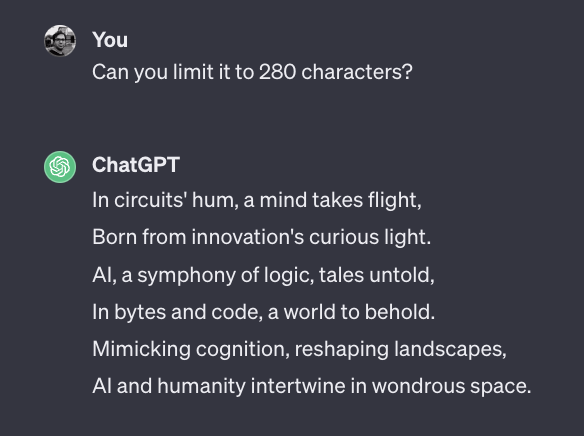 You
Can you limit it to 280 characters?
ChatGPT
In circuits' hum, a mind takes flight,
Born from innovation's curious light.
AI, a symphony of logic, tales untold,
In bytes and code, a world to behold.
Mimicking cognition, reshaping landscapes,
AI and humanity intertwine in wondrous space.